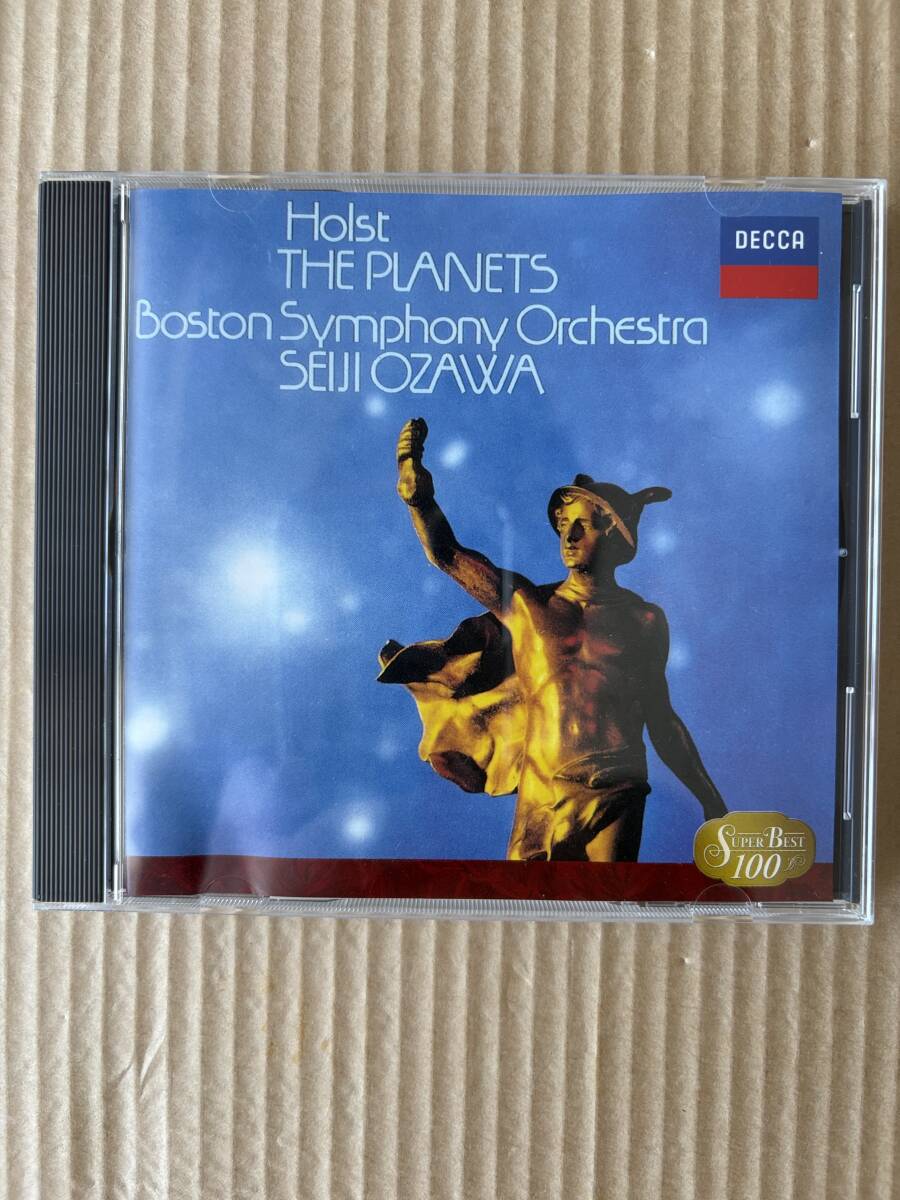 Holst
THE PLANETS
Boston Symphony Orchestra
SEIJI OZAWA
DECCA
SUPER BEST
100